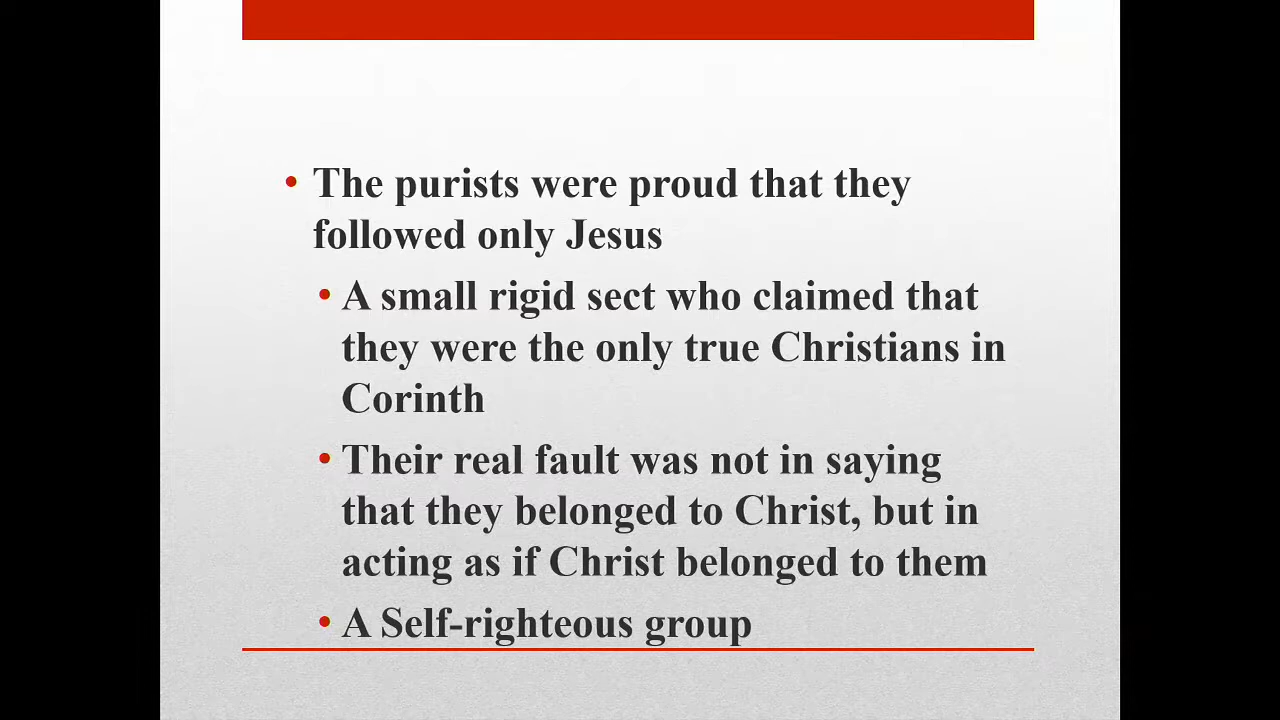 • The purists were proud that they
followed only Jesus
• A small rigid sect who claimed that
they were the only true Christians in
Corinth
• Their real fault was not in saying
that they belonged to Christ, but in
acting as if Christ belonged to them
• A Self-righteous group